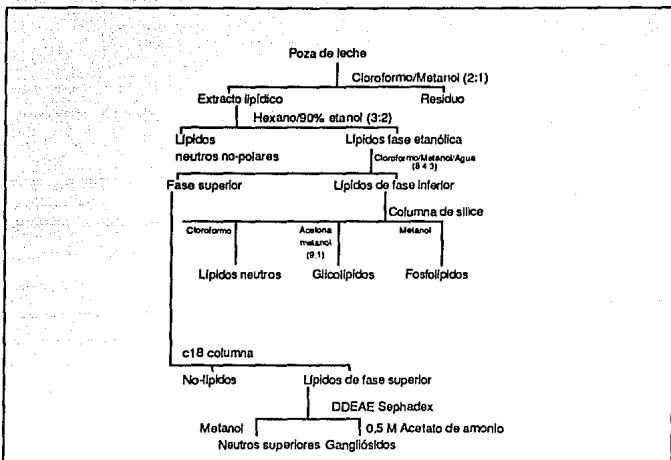 Poza de leche
Cloroformo/Metanol (2:1)
Extracto lipídico Residuo
Hexano/90% etanol (3:2)
Lípidos Lípidos fase etanólica
neutros no-polares Cloroformo/Metanol/Agua
(8 4 3)
Fase superior Lípidos de fase inferior
Columna de sílice
Cloroformo Acetona Metanol
metanol
(9,1)
Lípidos neutros Glicolípidos Fosfolípidos
c18 columna
No-lípidos Lípidos de fase superior
DDEAE Sephadex
Metanol 0,5 M Acetato de amonio
Neutros superiores Gangliósidos